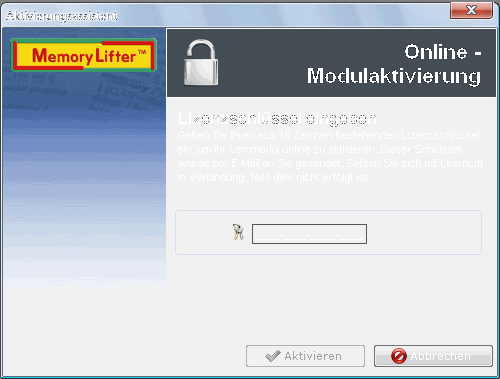 Aktivierungsassistent
MemoryLifter™
Online -
Modulaktivierung
Lizenzschlüssel eingeben
Geben Sie Ihren aus 16 Zeichen bestehenden Lizenzschlüssel
ein, um Ihr Lernmodul online zu aktivieren. Dieser Schlüssel
wurde per E-Mail an Sie gesendet. Setzen Sie sich mit LearnLift
in Verbindung, falls dies nicht erfolgt ist.
Aktivieren
Abbrechen